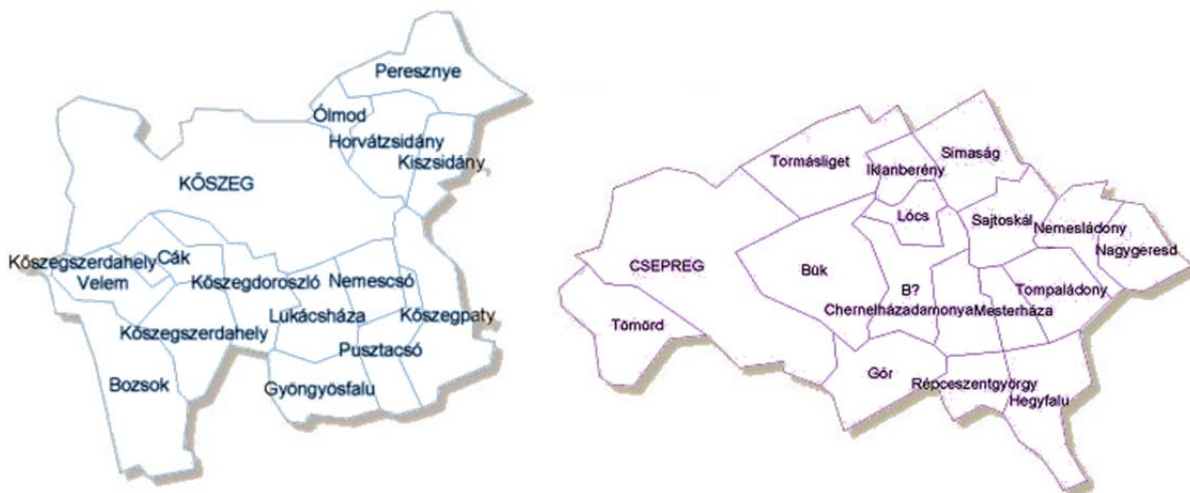 Peresznye
Ólmod
Horvátzsidány
Kiszsidány
KŐSZEG
Kőszegszerdahely
Cák
Velem
Kőszegdoroszló
Nemescsó
Lukácsháza
Kőszegpaty
Kőszegszerdahely
Pusztacsó
Bozsok
Gyöngyösfalu
Simaság
Tormásliget
Iklanberény
Lócs
Sajtoskál
Nemesládony
Nagygeresd
CSEPREG
Bük
B?
Tompaládony
Chernelházadamonya
Mesterháza
Tömörd
Gór
Répceszentgyörgy
Hegyfalu